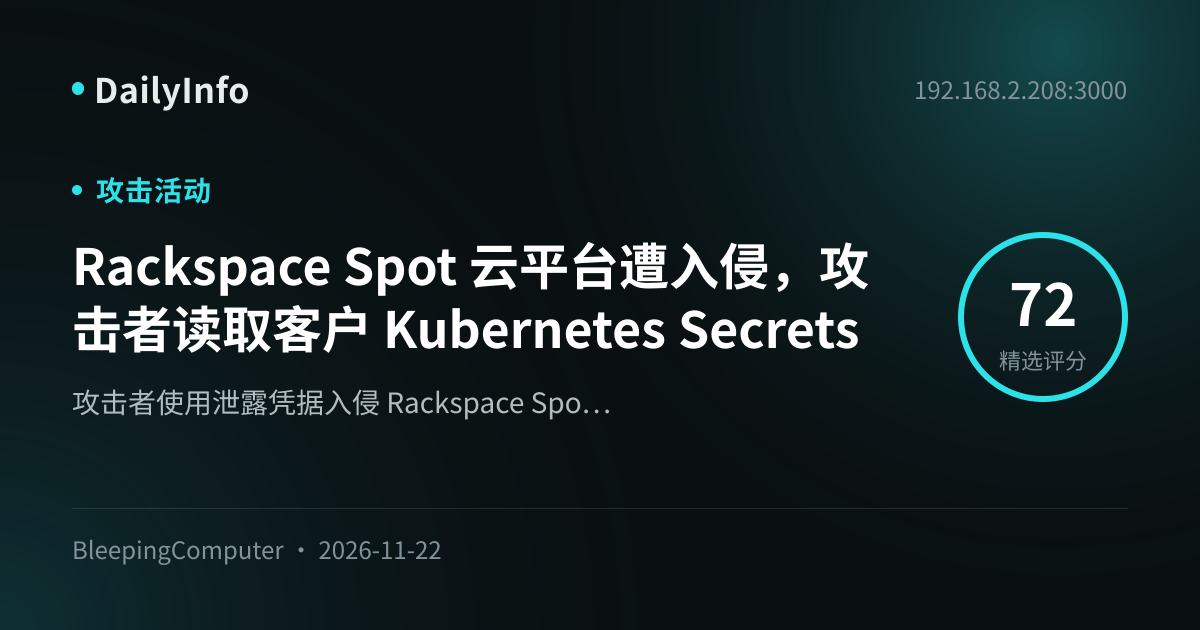 DailyInfo
192.168.2.208:3000
攻击活动
Rackspace Spot 云平台遭入侵，攻
击者读取客户 Kubernetes Secrets
72
精选评分
攻击者使用泄露凭据入侵 Rackspace Spo…
BleepingComputer · 2026-11-22